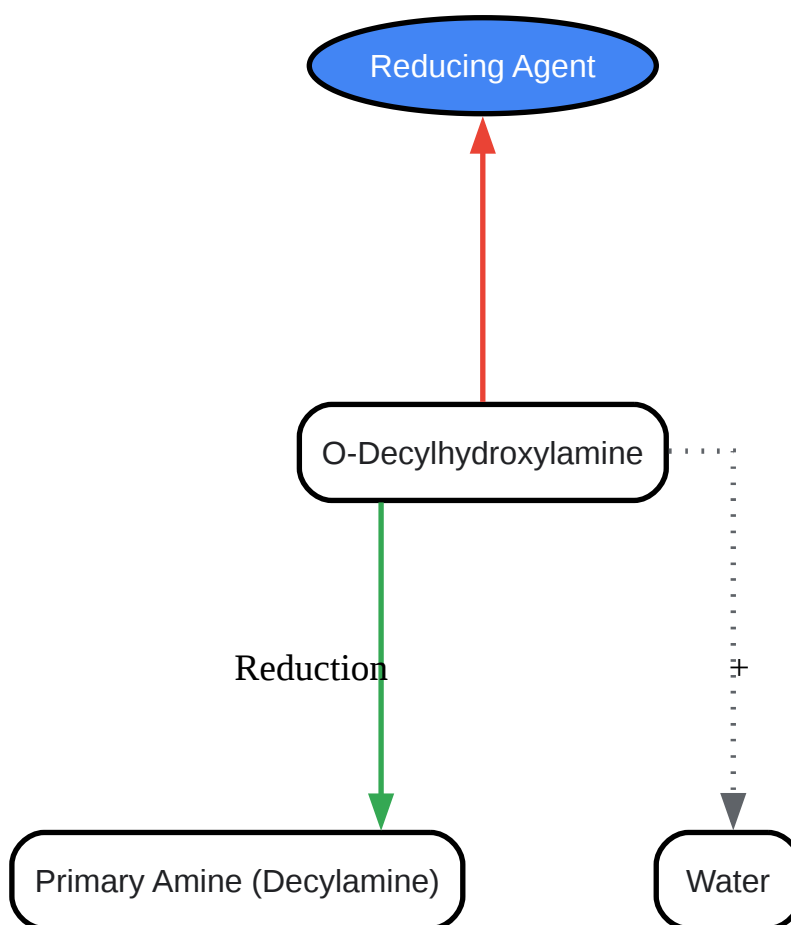 Reducing Agent
O-Decylhydroxylamine
Reduction
+
Primary Amine (Decylamine)
Water